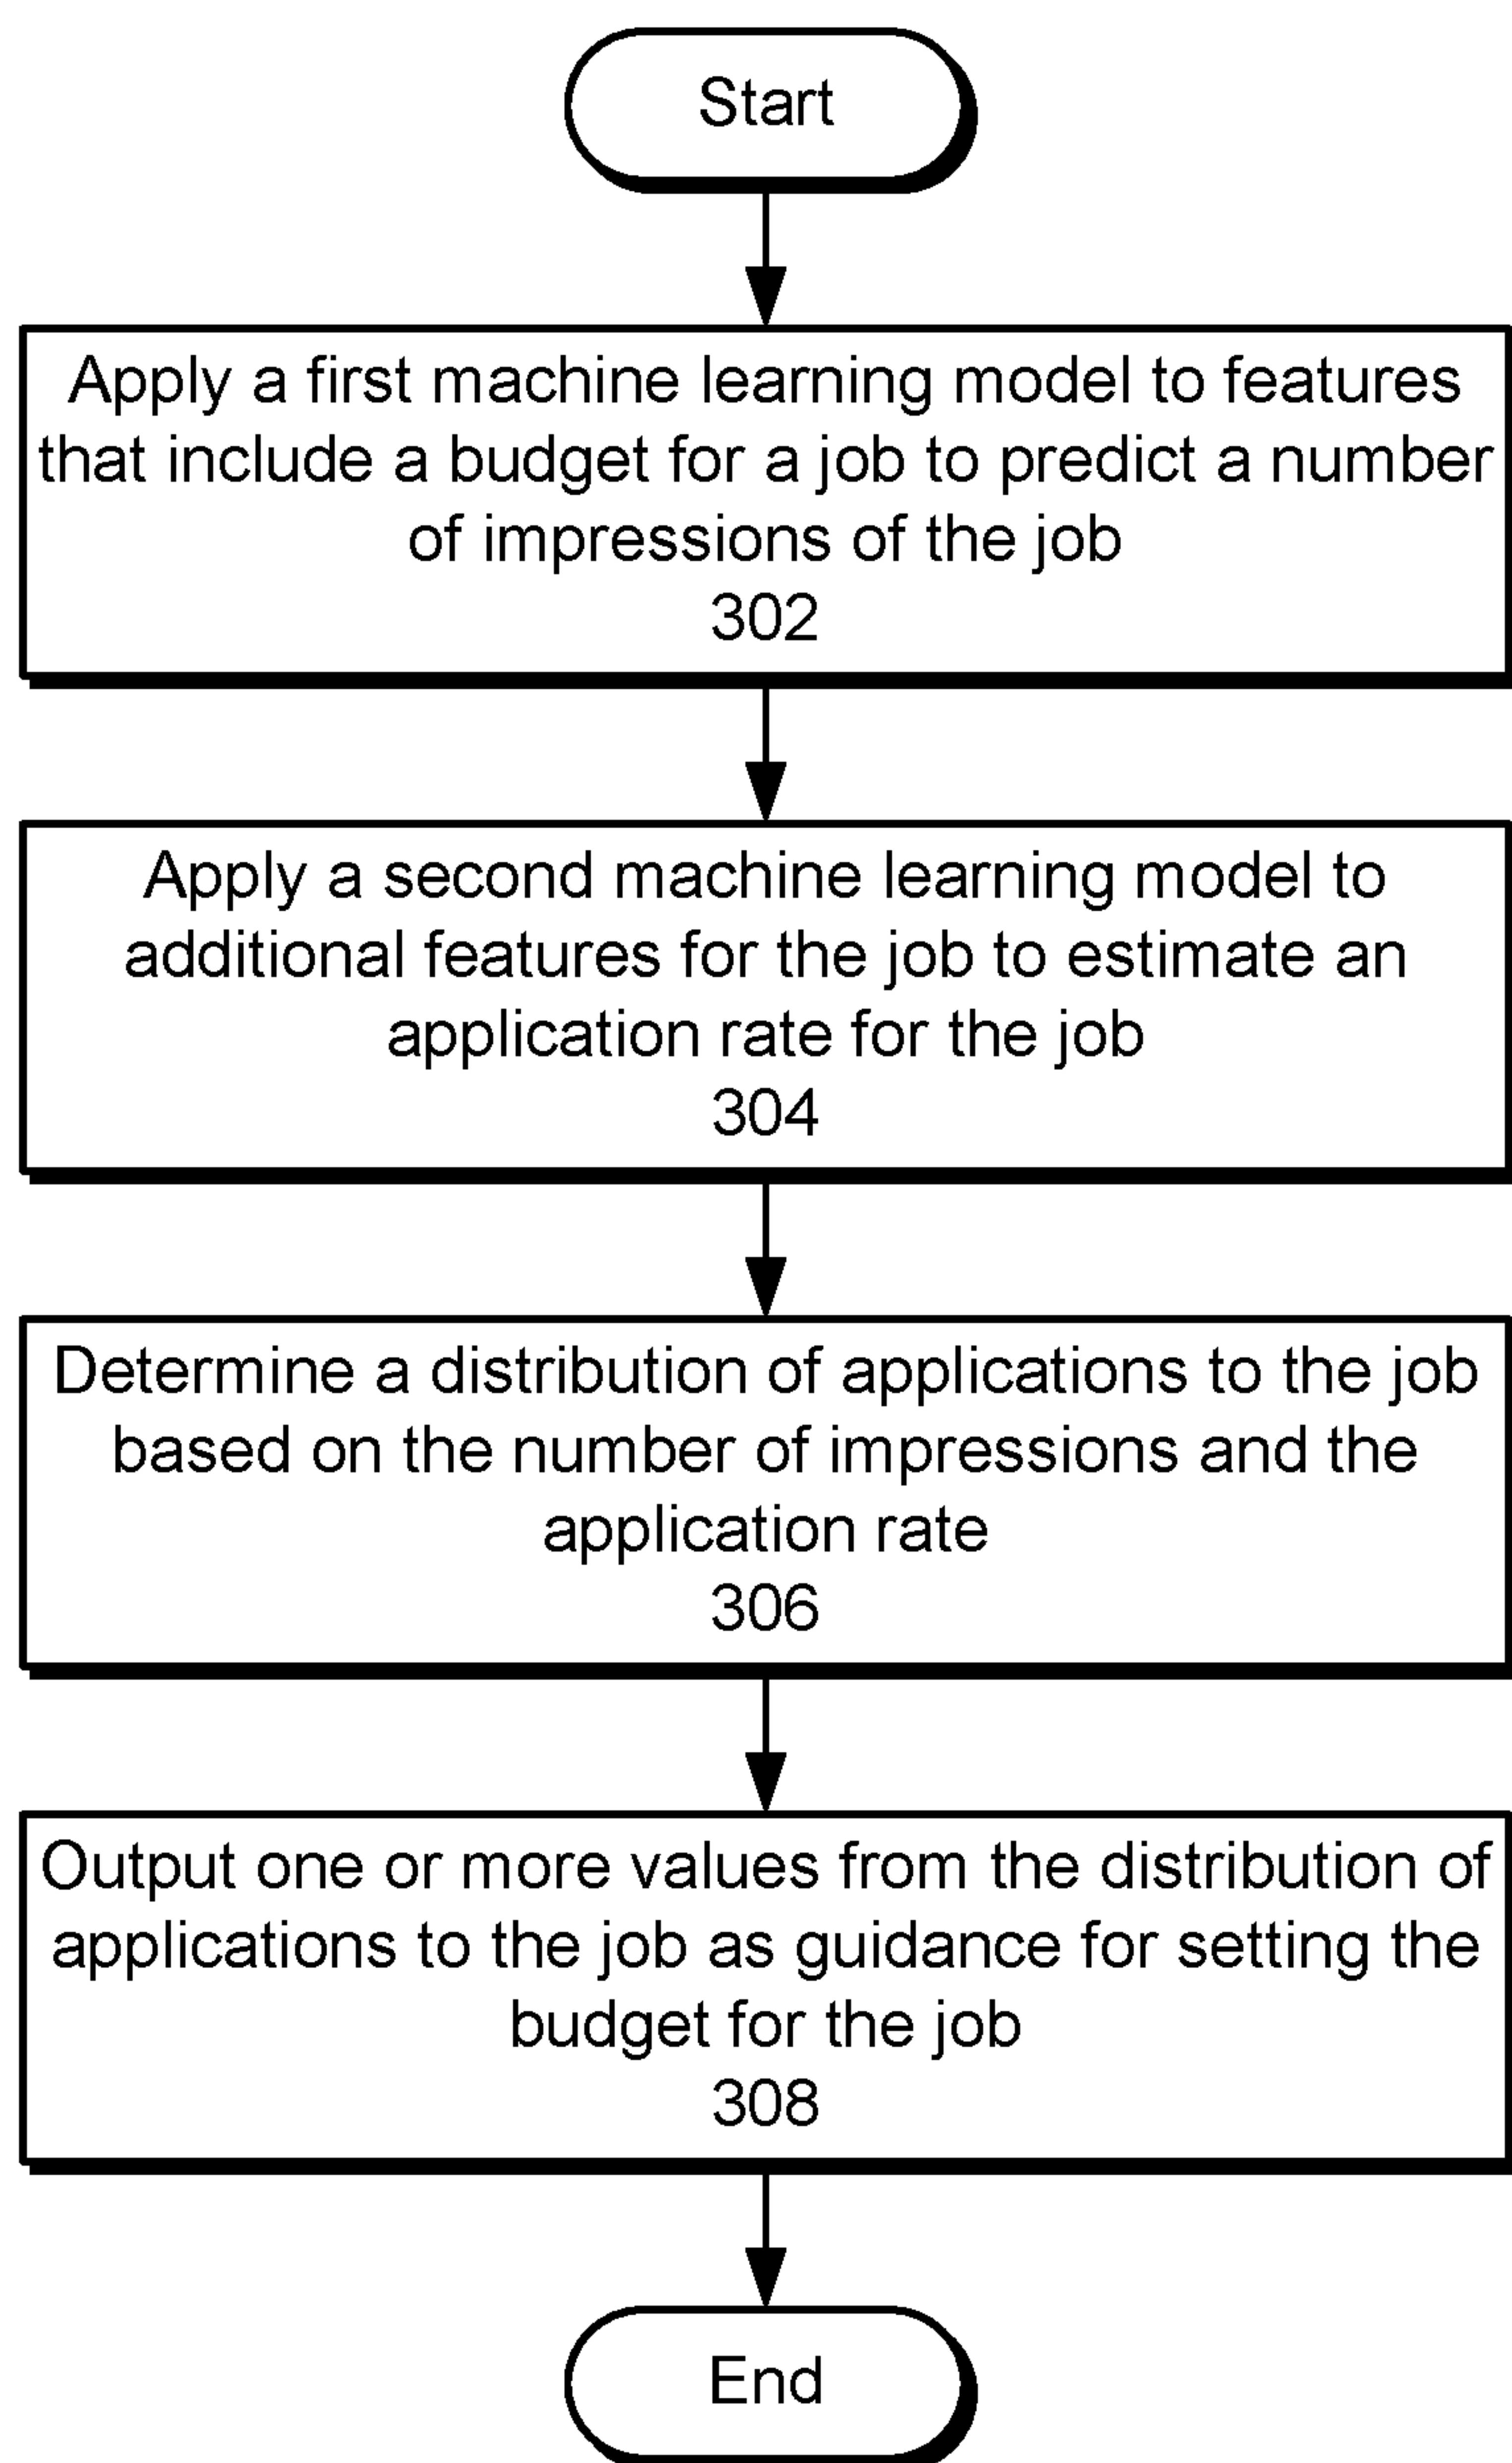 Start
Apply a first machine learning model to features
that include a budget for a job to predict a number
of impressions of the job
302
Apply a second machine learning model to
additional features for the job to estimate an
application rate for the job
304
Determine a distribution of applications to the job
based on the number of impressions and the
application rate
306
Output one or more values from the distribution of
applications to the job as guidance for setting the
budget for the job
308
End